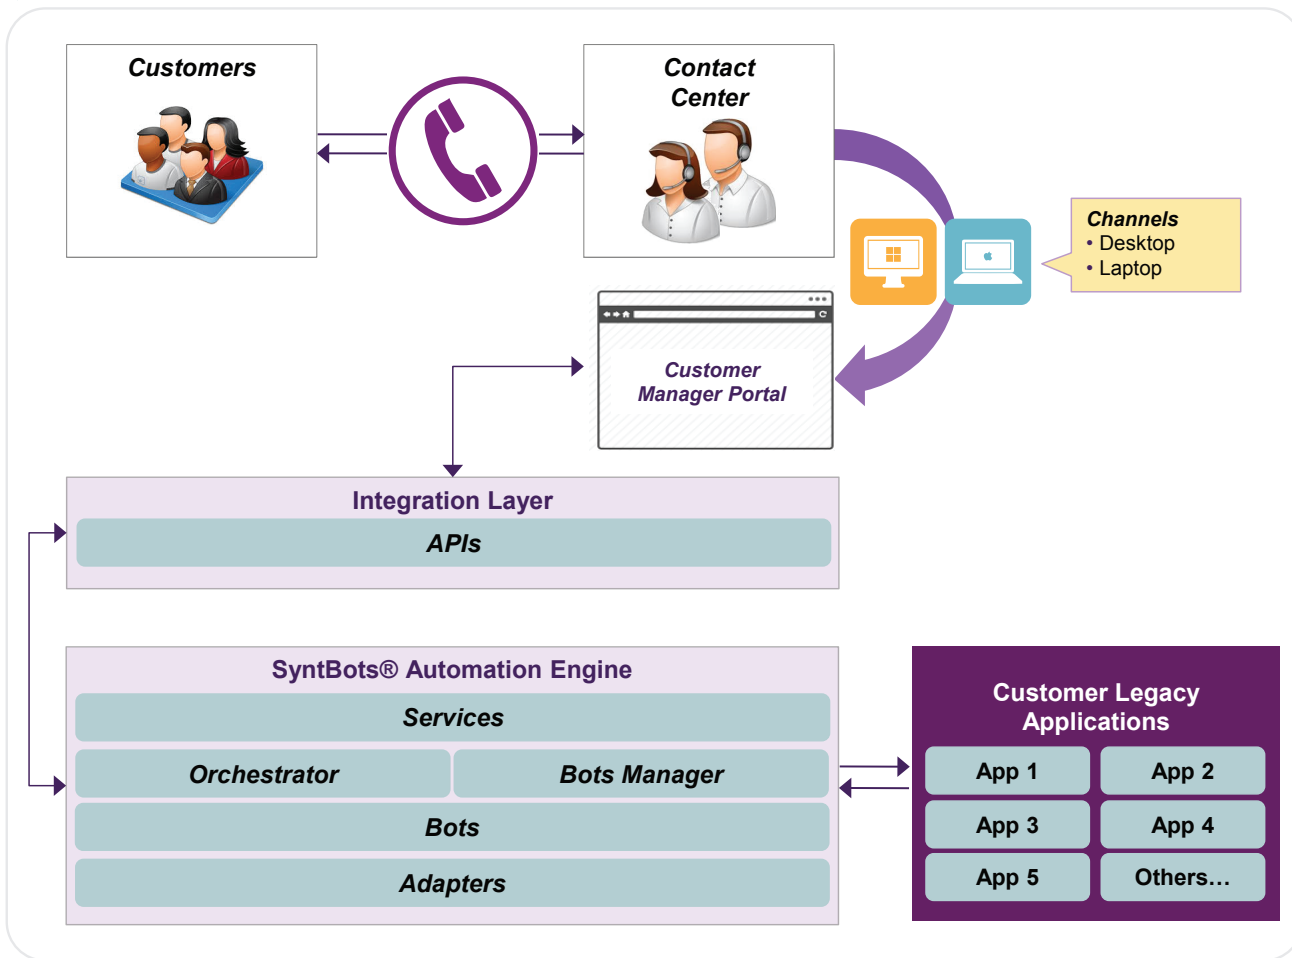 Customers
Contact
Center
Channels
• Desktop
• Laptop
Customer
Manager Portal
Integration Layer
APIs
SyntBots® Automation Engine
Services
Orchestrator
Bots Manager
Bots
Adapters
Customer Legacy
Applications
App 1
App 2
App 3
App 4
App 5
Others...